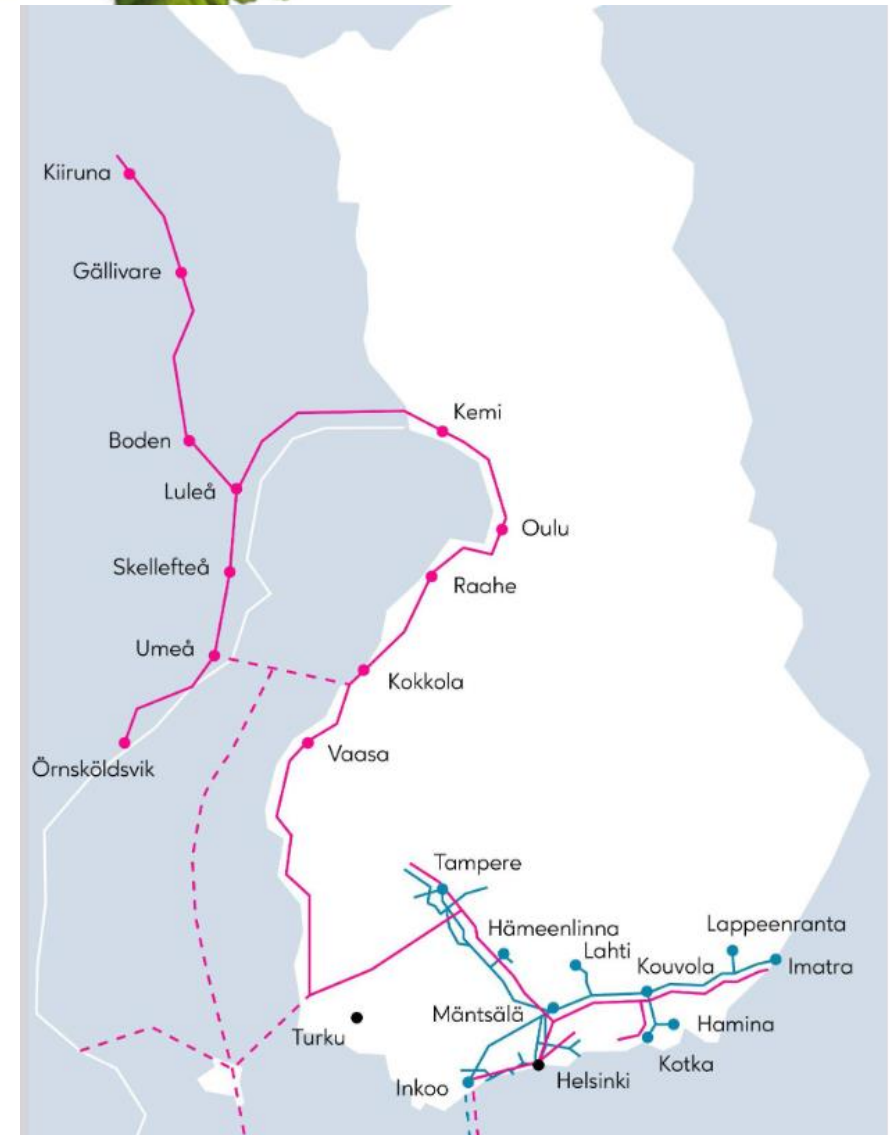 Kiiruna
Gällivare
Kemi
Boden
Luleå
Oulu
Skellefteå
Raahe
Umeå
Kokkola
Vaasa
Örnsköldsvik
Tampere
Hämeenlinna
Lappeenranta
Lahti
Kouvola
Imatra
Mäntsälä
Hamina
Turku
Kotka
Helsinki
Inkoo